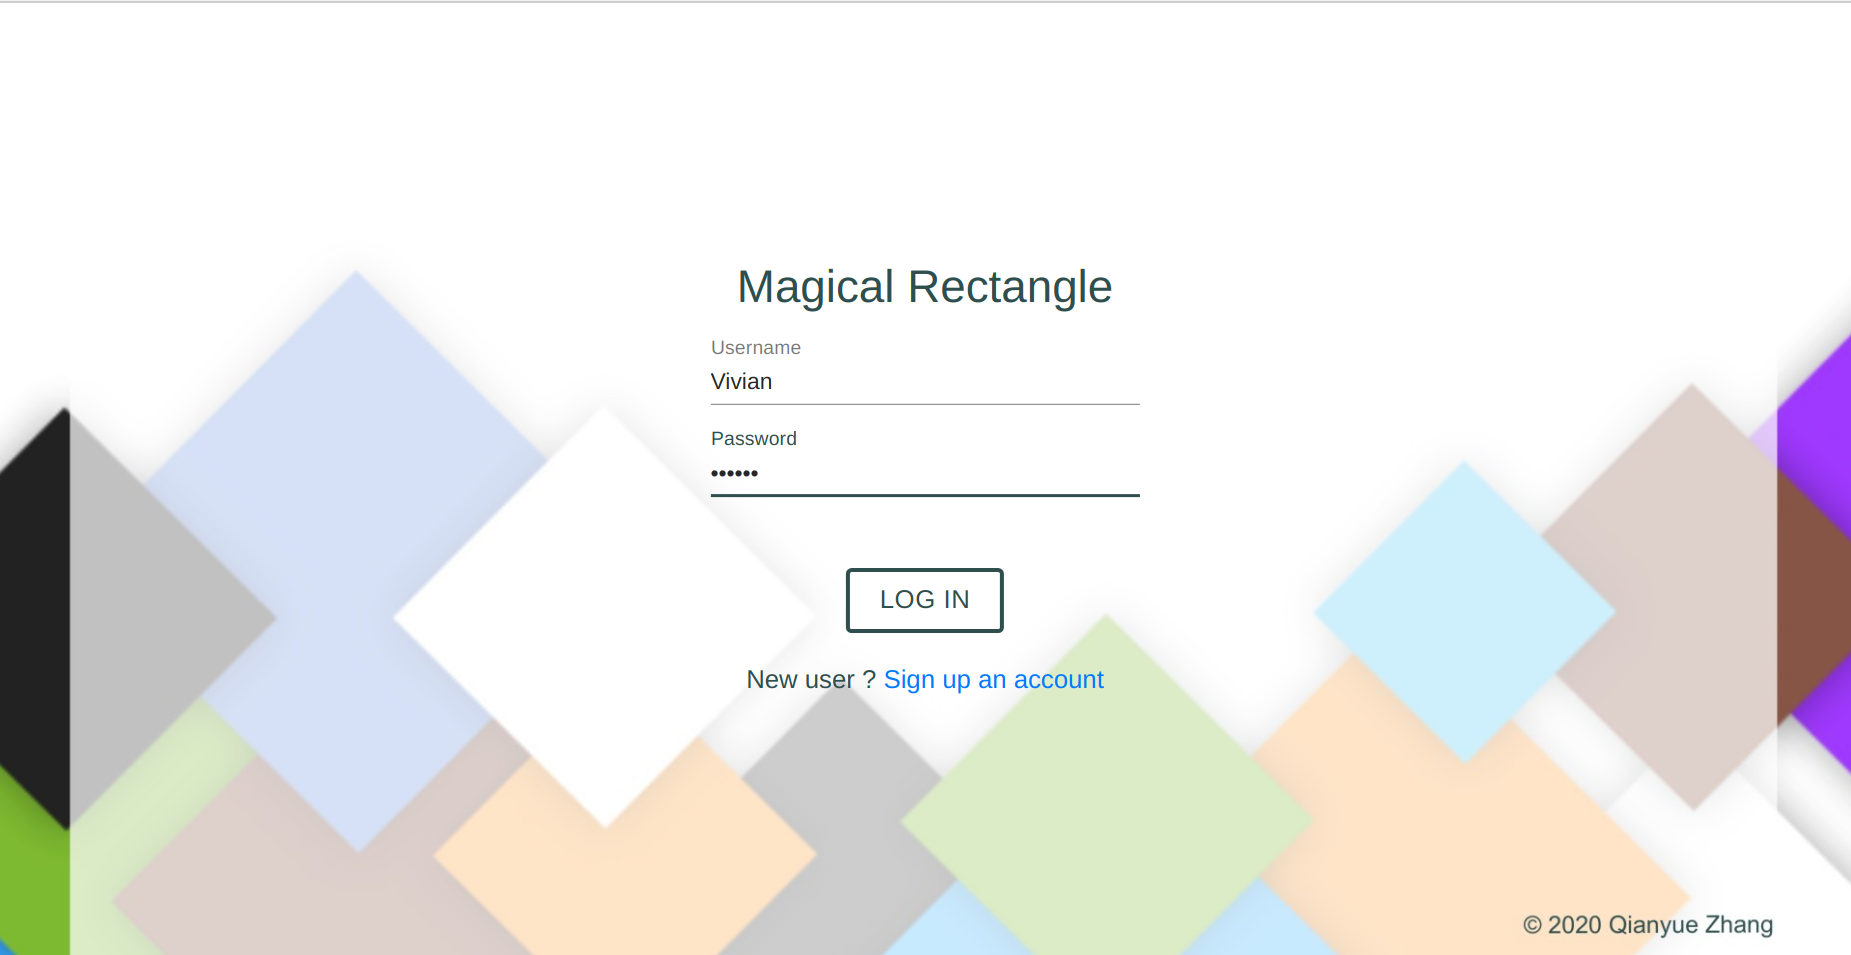 Magical Rectangle
Username
Vivian
Password
••••••
LOG IN
New user ? Sign up an account
© 2020 Qianyue Zhang